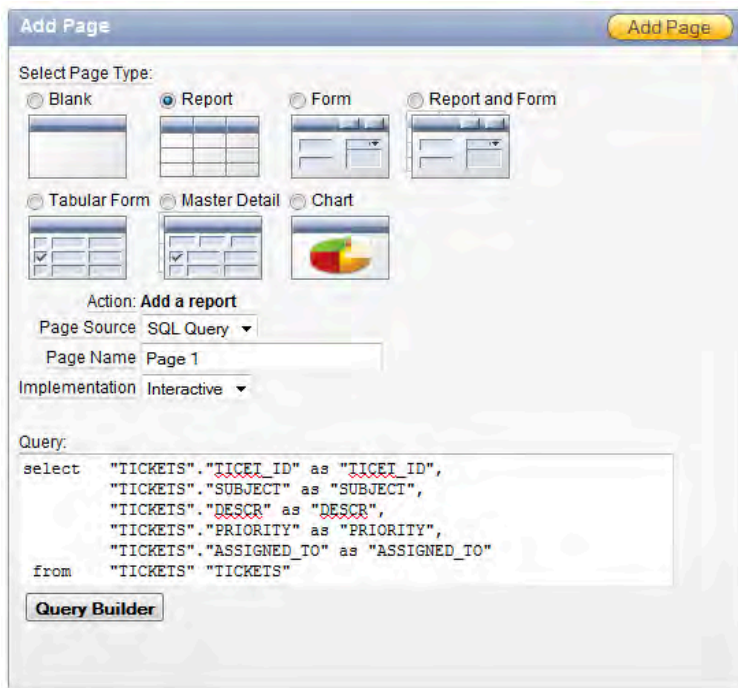 Add Page Add Page
Select Page Type:
Blank Report Form Report and Form
Tabular Form Master Detail Chart
Action: Add a report
Page Source SQL Query
Page Name Page 1
Implementation Interactive
Query:
select "TICKETS"."TICET_ID" as "TICET_ID",
"TICKETS"."SUBJECT" as "SUBJECT",
"TICKETS"."DESCR" as "DESCR",
"TICKETS"."PRIORITY" as "PRIORITY",
"TICKETS"."ASSIGNED_TO" as "ASSIGNED_TO"
from "TICKETS" "TICKETS"
Query Builder